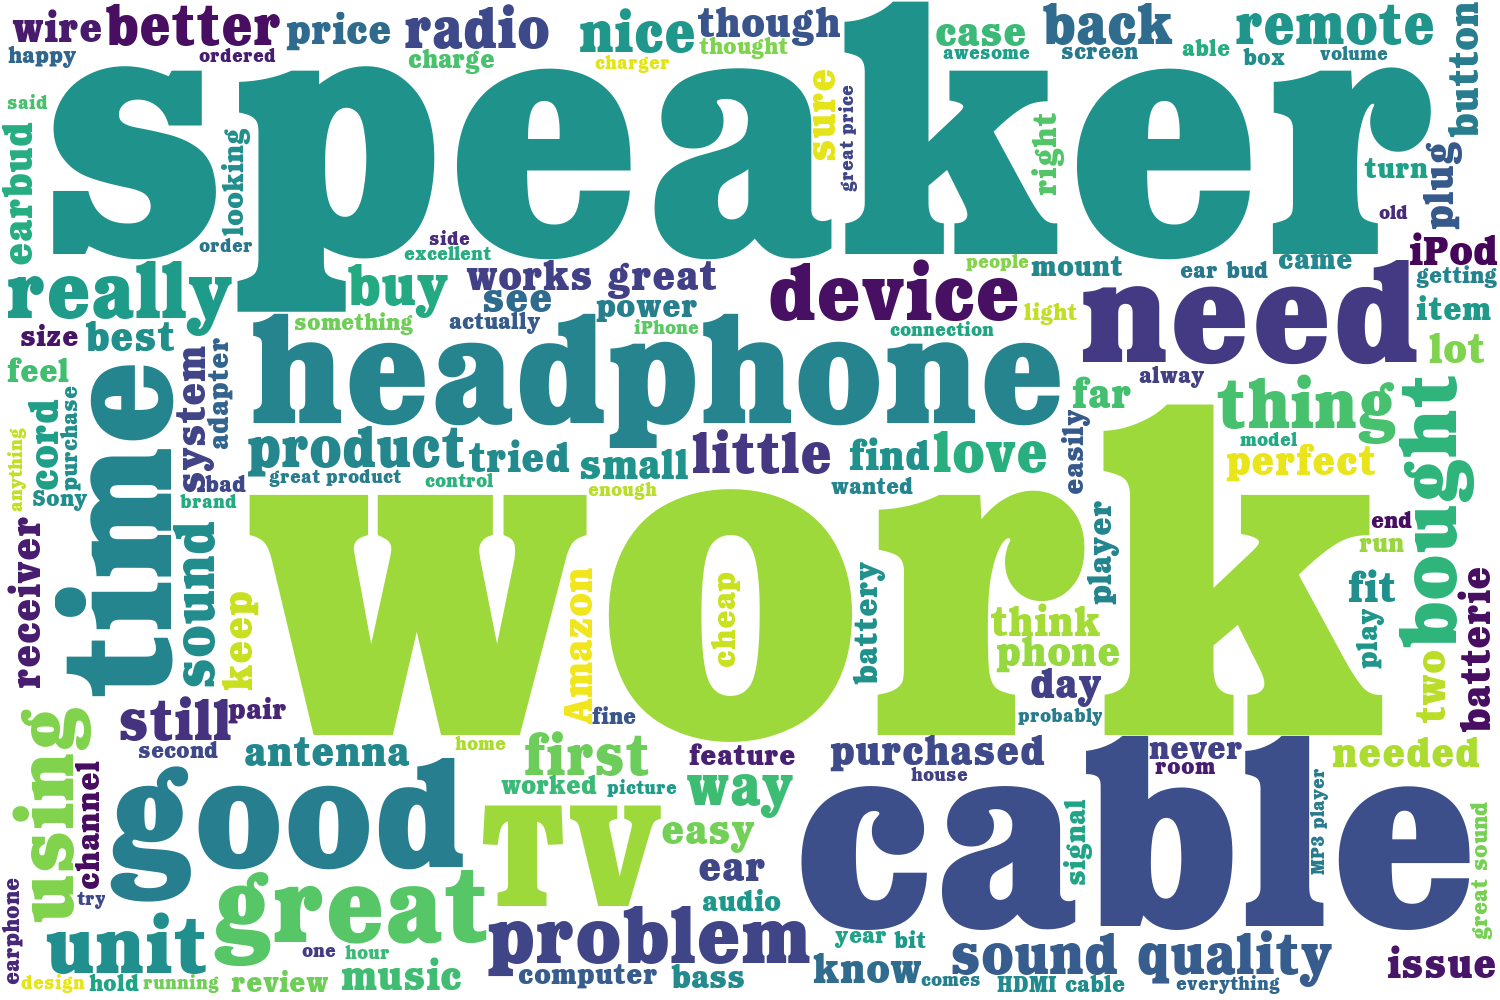 wire
better
price
radio
nice
though
case
back
remote
button
happy
ordered
charge
charger
thought
awesome
screen
able
box
volume
said
speaker
sure
great price
right
turn
plug
earbud
looking
order
side
excellent
old
people
mount
ear bud
came
iPod
getting
really
buy
works great
see
power
device
need
item
something
actually
iPhone
connection
light
size
best
headphone
lot
feel
time
system
adapter
alway
far
thing
bought
cord
purchase
anything
product
tried
small
little
find
love
easily
model
perfect
Sony
bad
brand
great product
control
enough
wanted
receiver
sound
work
player
end
run
keep
Amazon
cheap
battery
think
phone
fit
play
batterie
two
day
probably
still
pair
fine
using
second
antenna
home
first
feature
purchased
house
never
room
needed
channel
good
worked
picture
way
TV
easy
cable
signal
MP3 player
great sound
try
great
ear
audio
earphone
unit
one
hour
problem
year
bit
sound quality
issue
design
hold
running
review
music
computer
bass
know
comes
HDMI cable
everything